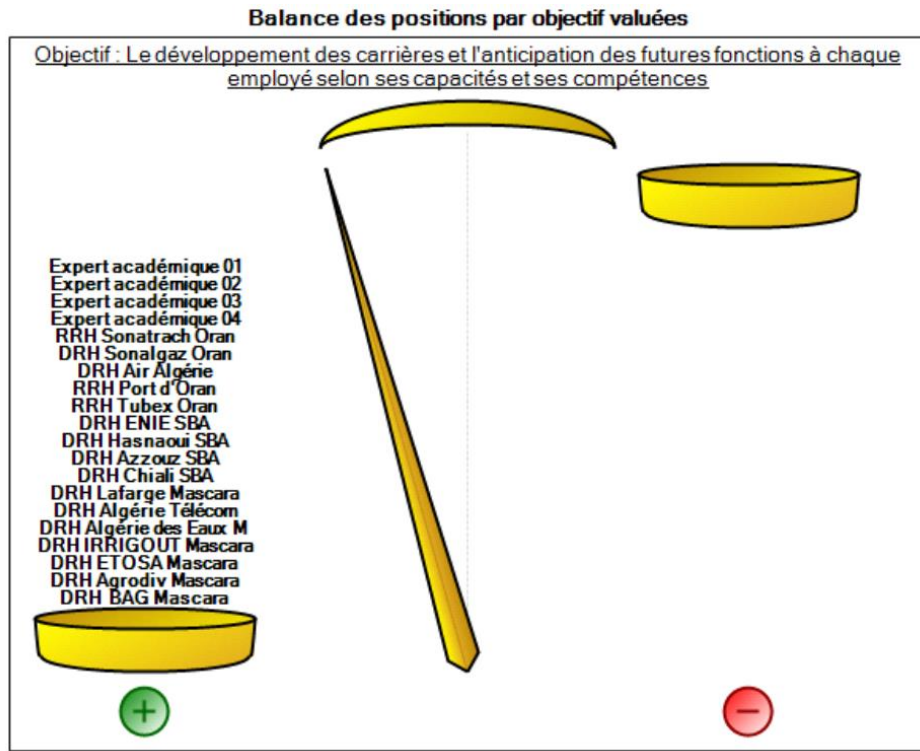 Balance des positions par objectif valuées
Objectif : Le développement des carrières et l'anticipation des futures fonctions à chaque
employé selon ses capacités et ses compétences
Expert académique 01
Expert académique 02
Expert académique 03
Expert académique 04
RRH Sonatrach Oran
DRH Sonalgaz Oran
DRH Air Algérie
RRH Port d'Oran
RRH Tubex Oran
DRH ENIE SBA
DRH Hasnaoui SBA
DRH Azzouz SBA
DRH Chiali SBA
DRH Lafarge Mascara
DRH Algérie Télécom
DRH Algérie des Eaux M
DRH IRRIGOUT Mascara
DRH ETOSA Mascara
DRH Agrodiv Mascara
DRH BAG Mascara
+
−